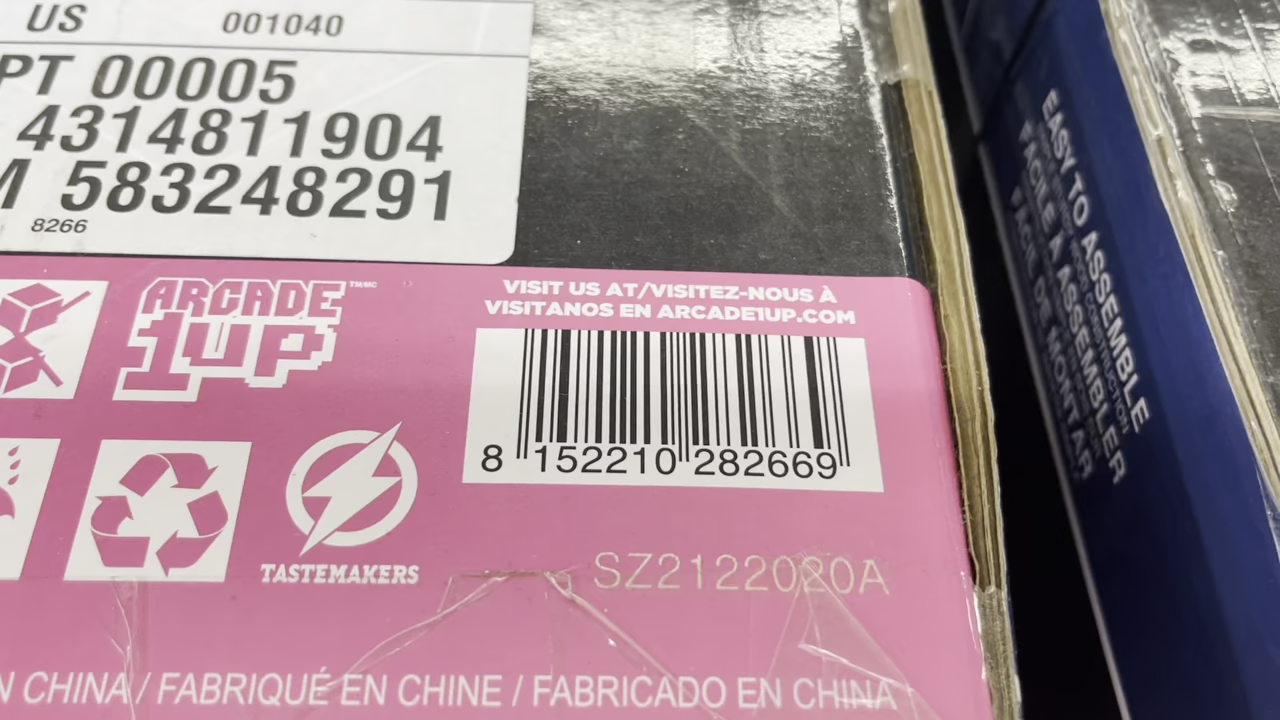 US 001040
PT 00005
4314811904
583248291
8266
ARCADE 1UP TM/MC
VISIT US AT/VISITEZ-NOUS À
VISITANOS EN ARCADE1UP.COM
8 152210 282669
TASTEMAKERS
SZ2122020A
CHINA / FABRIQUÉ EN CHINE / FABRICADO EN CHINA
EASY TO ASSEMBLE
FACILE À ASSEMBLER
FÁCIL DE MONTAR